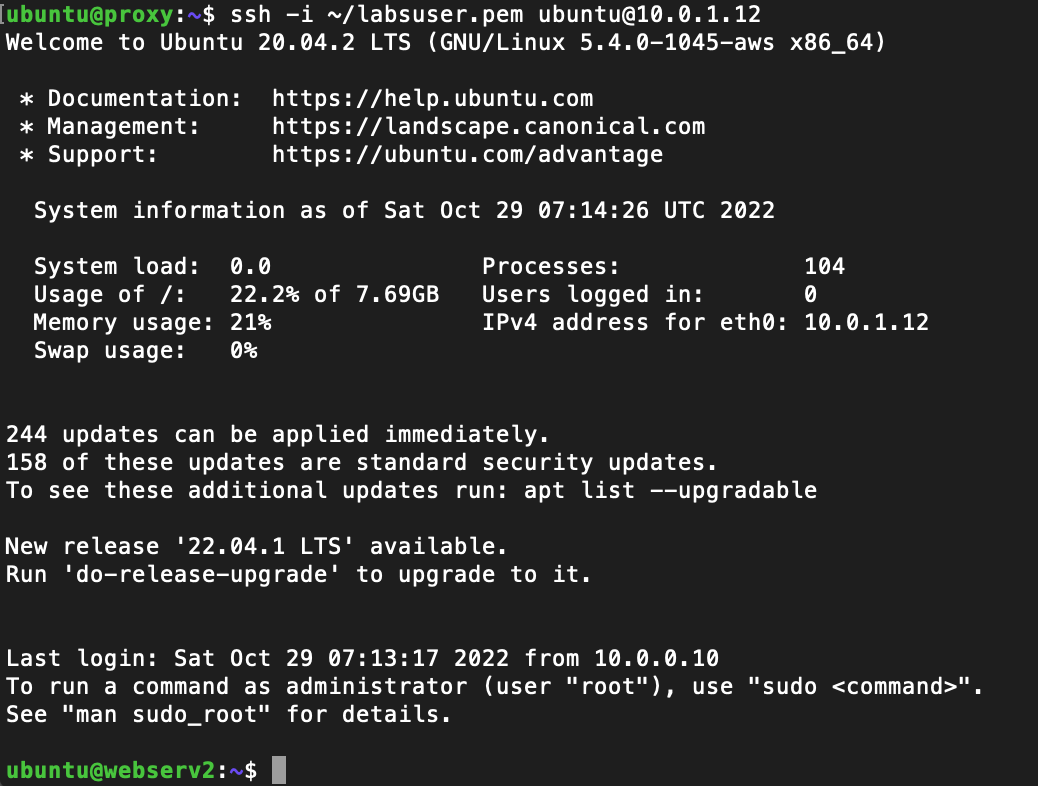 ubuntu@proxy:~$ ssh -i ~/labsuser.pem ubuntu@10.0.1.12
Welcome to Ubuntu 20.04.2 LTS (GNU/Linux 5.4.0-1045-aws x86_64)
* Documentation:  https://help.ubuntu.com
* Management:     https://landscape.canonical.com
* Support:        https://ubuntu.com/advantage
System information as of Sat Oct 29 07:14:26 UTC 2022
System load:  0.0               Processes:             104
Usage of /:   22.2% of 7.69GB   Users logged in:       0
Memory usage: 21%               IPv4 address for eth0: 10.0.1.12
Swap usage:   0%
244 updates can be applied immediately.
158 of these updates are standard security updates.
To see these additional updates run: apt list --upgradable
New release '22.04.1 LTS' available.
Run 'do-release-upgrade' to upgrade to it.
Last login: Sat Oct 29 07:13:17 2022 from 10.0.0.10
To run a command as administrator (user "root"), use "sudo <command>".
See "man sudo_root" for details.
ubuntu@webserv2:~$